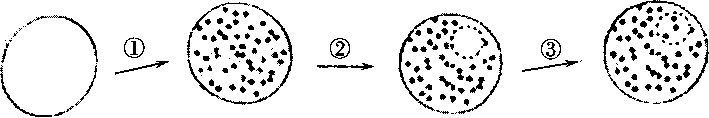 ① ② ③